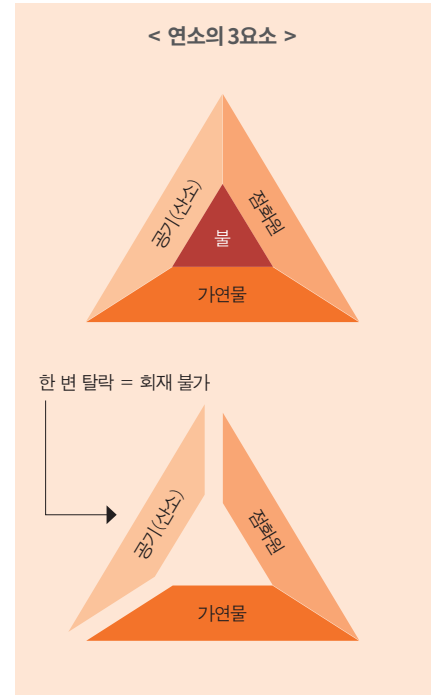 < 연소의 3요소 >
공기(산소)
점화원
불
가연물
한 변 탈락 = 회재 불가
공기(산소)
점화원
가연물